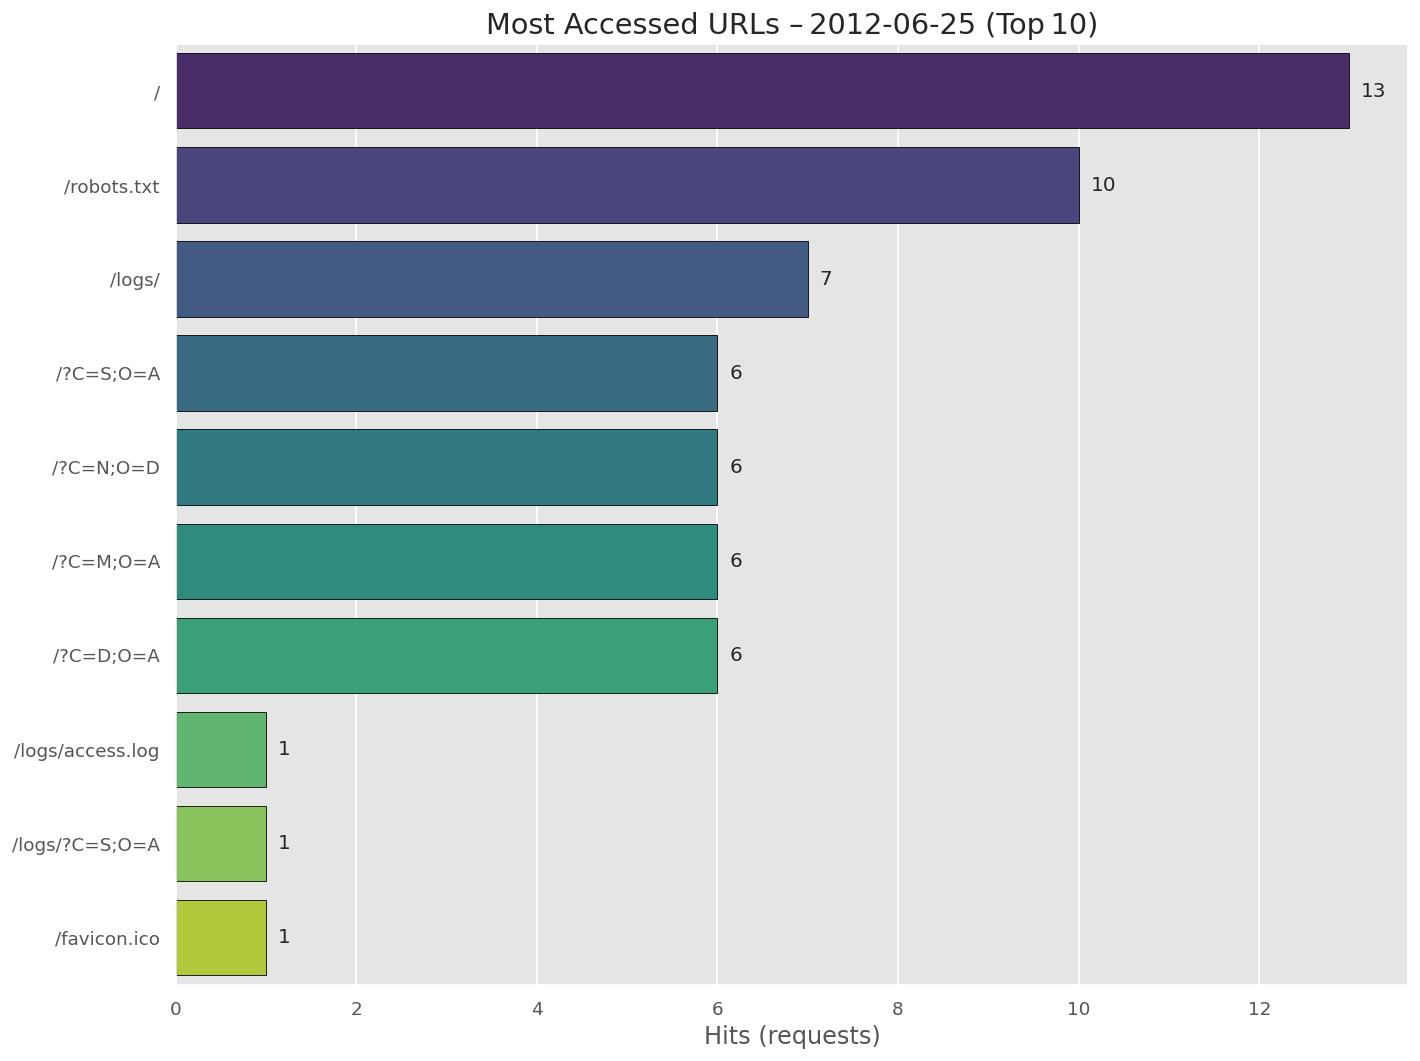 Most Accessed URLs – 2012-06-25 (Top 10)
/ 13
/robots.txt 10
/logs/ 7
/?C=S;O=A 6
/?C=N;O=D 6
/?C=M;O=A 6
/?C=D;O=A 6
/logs/access.log 1
/logs/?C=S;O=A 1
/favicon.ico 1
0 2 4 6 8 10 12
Hits (requests)